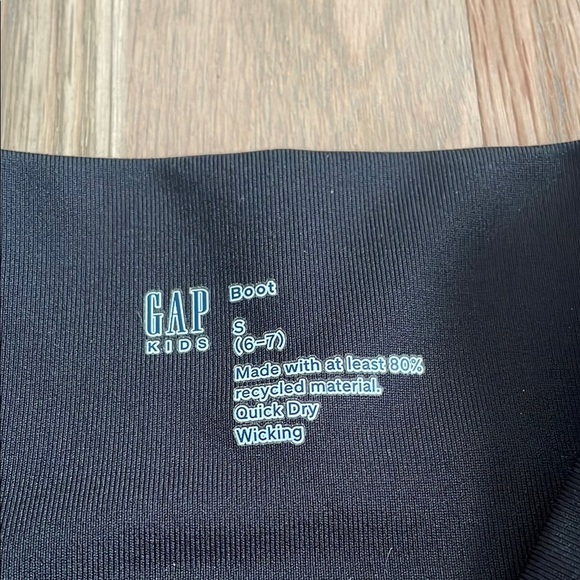 GAP
KIDS
Boot
S
(6-7)
Made with at least 80%
recycled material.
Quick Dry
Wicking